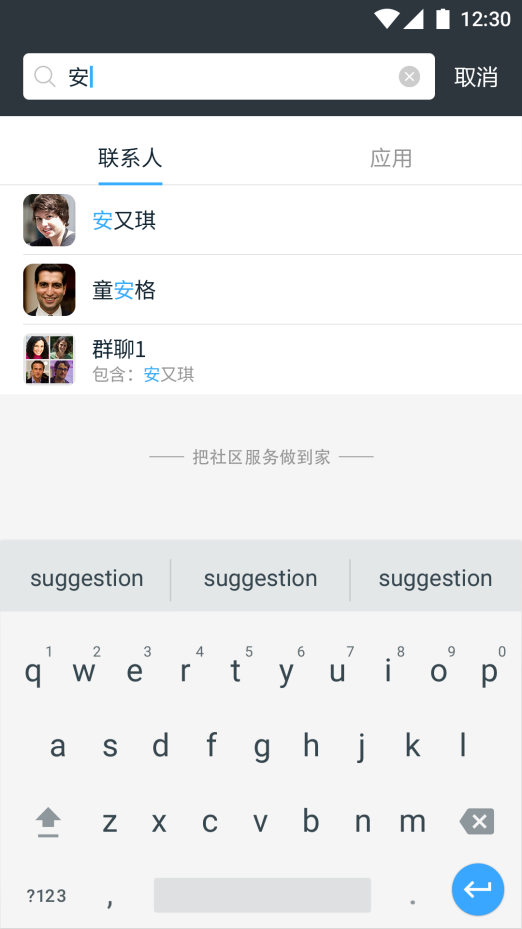 12:30
安 取消
联系人 应用
安又琪
童安格
群聊1
包含：安又琪
把社区服务做到家
suggestion suggestion suggestion
1 2 3 4 5 6 7 8 9 0
q w e r t y u i o p
a s d f g h j k l
z x c v b n m
?123 , .